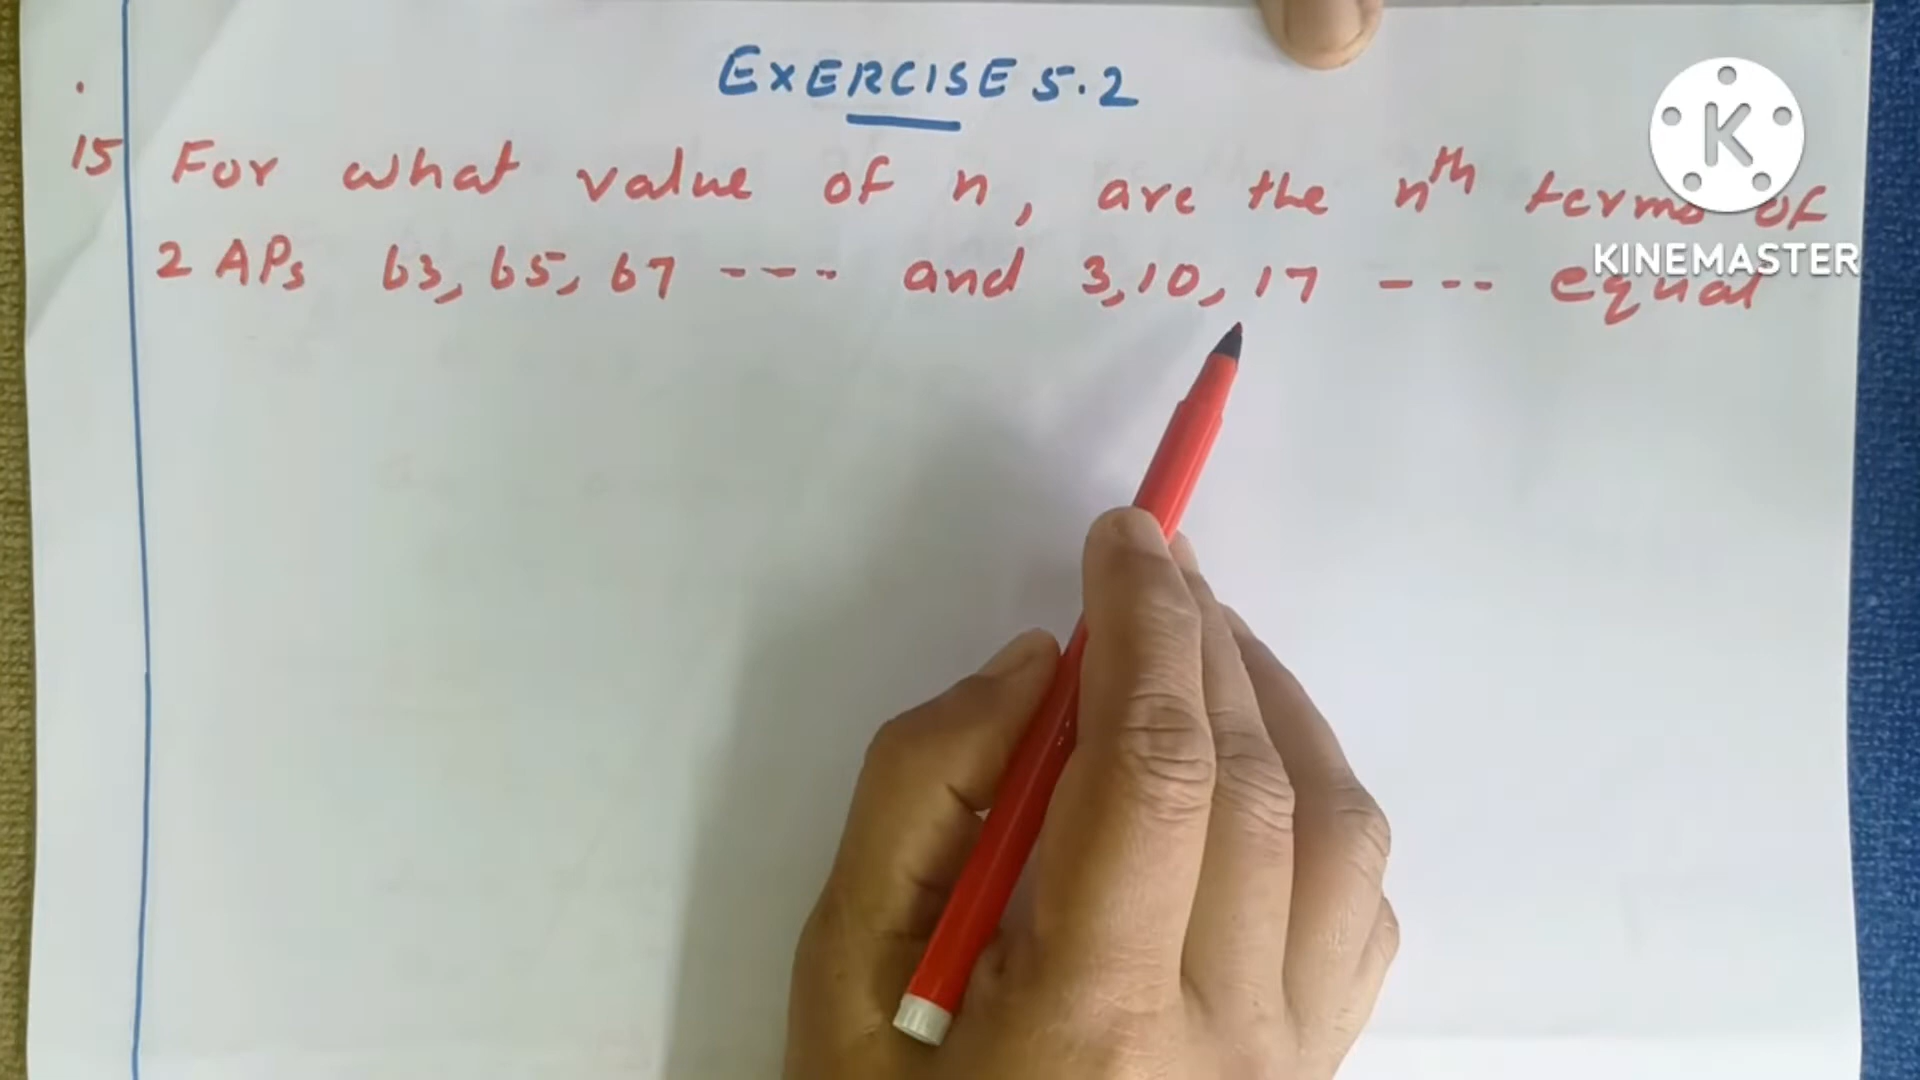 EXERCISE 5.2
15 For what value of n, are the nth terms of
2 APs 63, 65, 67 ---- and 3,10, 17 ---- equal
K
KINEMASTER